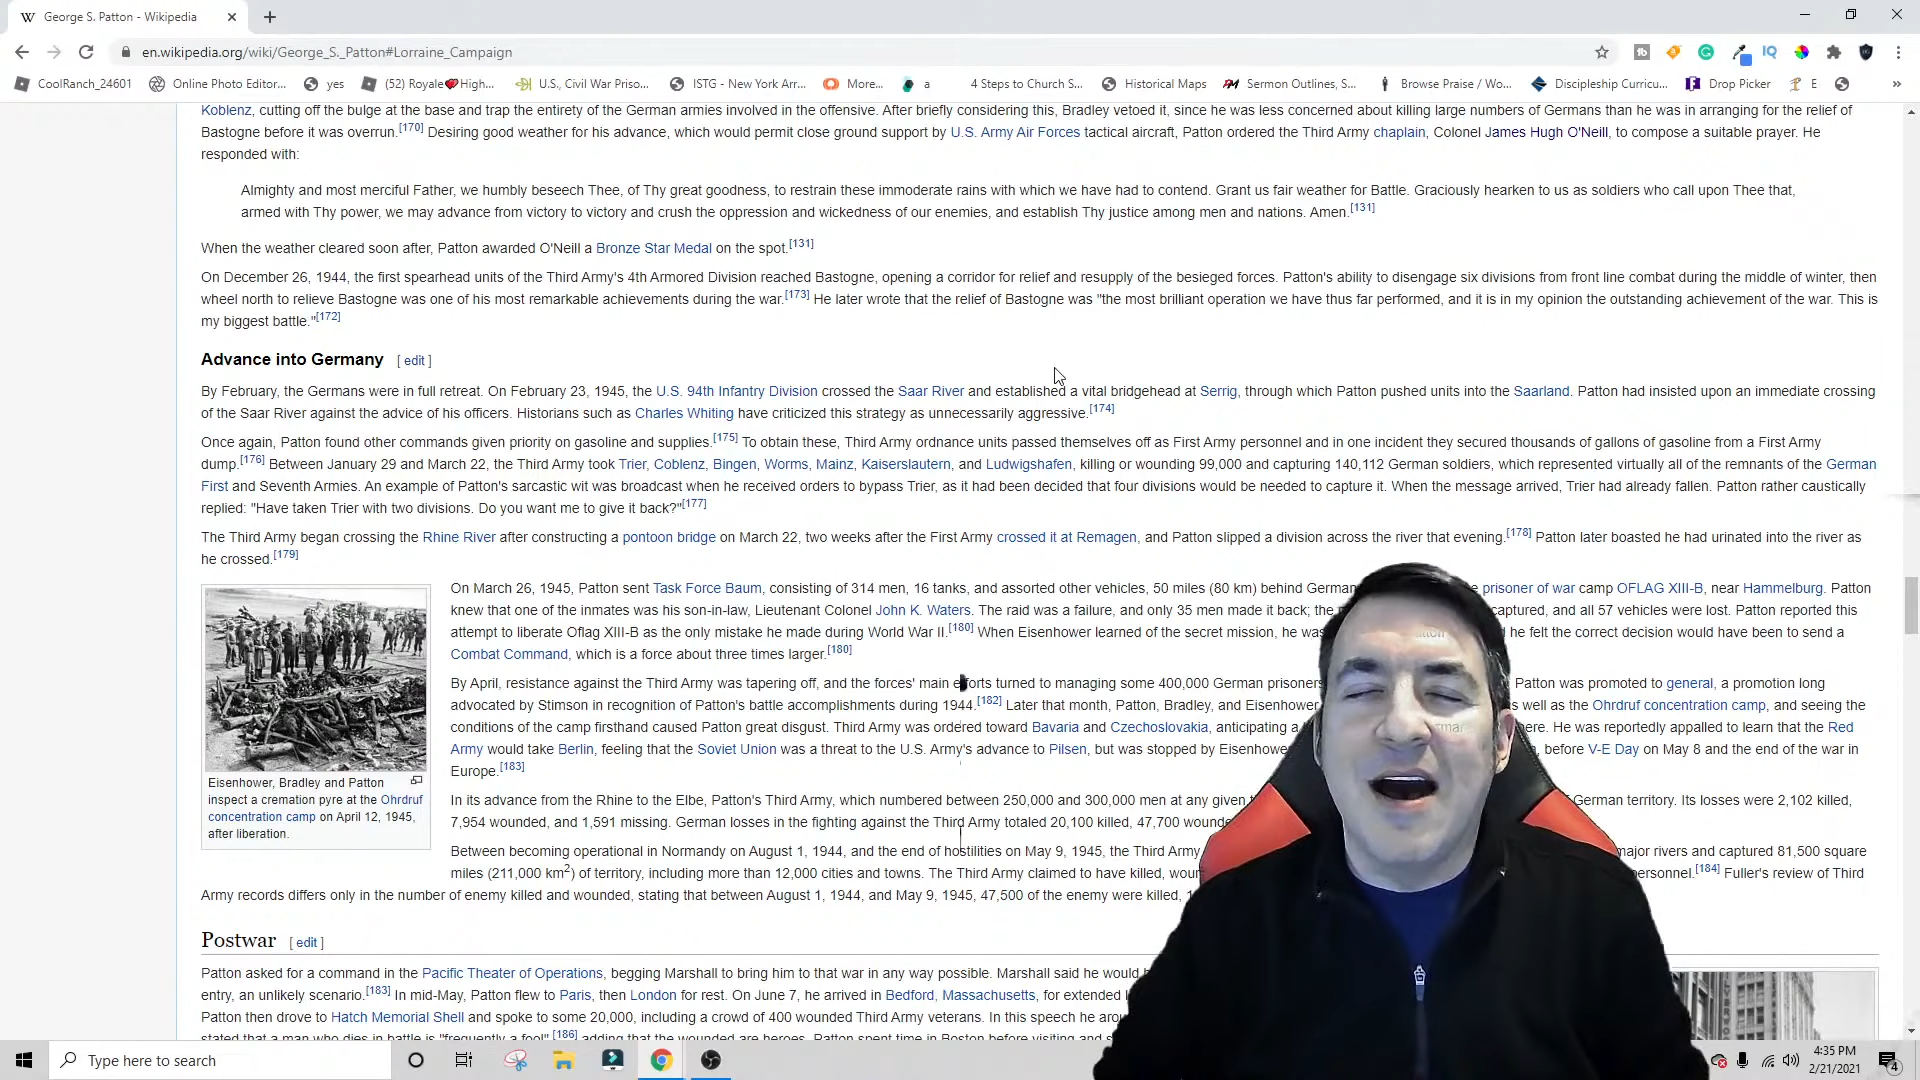 George S. Patton - Wikipedia
en.wikipedia.org/wiki/George_S._Patton#Lorraine_Campaign
CoolRanch_24601 Online Photo Editor... yes (52) Royale❤High... U.S., Civil War Priso... ISTG - New York Arr... More... a 4 Steps to Church S... Historical Maps Sermon Outlines, S... Browse Praise / Wo... Discipleship Curricu... Drop Picker E »
Koblenz, cutting off the bulge at the base and trap the entirety of the German armies involved in the offensive. After briefly considering this, Bradley vetoed it, since he was less concerned about killing large numbers of Germans than he was in arranging for the relief of
Bastogne before it was overrun.[170] Desiring good weather for his advance, which would permit close ground support by U.S. Army Air Forces tactical aircraft, Patton ordered the Third Army chaplain, Colonel James Hugh O'Neill, to compose a suitable prayer. He
responded with:
Almighty and most merciful Father, we humbly beseech Thee, of Thy great goodness, to restrain these immoderate rains with which we have had to contend. Grant us fair weather for Battle. Graciously hearken to us as soldiers who call upon Thee that,
armed with Thy power, we may advance from victory to victory and crush the oppression and wickedness of our enemies, and establish Thy justice among men and nations. Amen.[131]
When the weather cleared soon after, Patton awarded O'Neill a Bronze Star Medal on the spot.[131]
On December 26, 1944, the first spearhead units of the Third Army's 4th Armored Division reached Bastogne, opening a corridor for relief and resupply of the besieged forces. Patton's ability to disengage six divisions from front line combat during the middle of winter, then
wheel north to relieve Bastogne was one of his most remarkable achievements during the war.[173] He later wrote that the relief of Bastogne was "the most brilliant operation we have thus far performed, and it is in my opinion the outstanding achievement of the war. This is
my biggest battle."[172]
Advance into Germany [ edit ]
By February, the Germans were in full retreat. On February 23, 1945, the U.S. 94th Infantry Division crossed the Saar River and established a vital bridgehead at Serrig, through which Patton pushed units into the Saarland. Patton had insisted upon an immediate crossing
of the Saar River against the advice of his officers. Historians such as Charles Whiting have criticized this strategy as unnecessarily aggressive.[174]
Once again, Patton found other commands given priority on gasoline and supplies.[175] To obtain these, Third Army ordnance units passed themselves off as First Army personnel and in one incident they secured thousands of gallons of gasoline from a First Army
dump.[176] Between January 29 and March 22, the Third Army took Trier, Coblenz, Bingen, Worms, Mainz, Kaiserslautern, and Ludwigshafen, killing or wounding 99,000 and capturing 140,112 German soldiers, which represented virtually all of the remnants of the German
First and Seventh Armies. An example of Patton's sarcastic wit was broadcast when he received orders to bypass Trier, as it had been decided that four divisions would be needed to capture it. When the message arrived, Trier had already fallen. Patton rather caustically
replied: "Have taken Trier with two divisions. Do you want me to give it back?"[177]
The Third Army began crossing the Rhine River after constructing a pontoon bridge on March 22, two weeks after the First Army crossed it at Remagen, and Patton slipped a division across the river that evening.[178] Patton later boasted he had urinated into the river as
he crossed.[179]
On March 26, 1945, Patton sent Task Force Baum, consisting of 314 men, 16 tanks, and assorted other vehicles, 50 miles (80 km) behind German prisoner of war camp OFLAG XIII-B, near Hammelburg. Patton
knew that one of the inmates was his son-in-law, Lieutenant Colonel John K. Waters. The raid was a failure, and only 35 men made it back; the captured, and all 57 vehicles were lost. Patton reported this
attempt to liberate Oflag XIII-B as the only mistake he made during World War II.[180] When Eisenhower learned of the secret mission, he was he felt the correct decision would have been to send a
Combat Command, which is a force about three times larger.[180]
By April, resistance against the Third Army was tapering off, and the forces' main efforts turned to managing some 400,000 German prisoners Patton was promoted to general, a promotion long
advocated by Stimson in recognition of Patton's battle accomplishments during 1944.[182] Later that month, Patton, Bradley, and Eisenhower as well as the Ohrdruf concentration camp, and seeing the
conditions of the camp firsthand caused Patton great disgust. Third Army was ordered toward Bavaria and Czechoslovakia, anticipating a He was reportedly appalled to learn that the Red
Army would take Berlin, feeling that the Soviet Union was a threat to the U.S. Army's advance to Pilsen, but was stopped by Eisenhower before V-E Day on May 8 and the end of the war in
Europe.[183]
Eisenhower, Bradley and Patton
inspect a cremation pyre at the Ohrdruf
concentration camp on April 12, 1945,
after liberation.
In its advance from the Rhine to the Elbe, Patton's Third Army, which numbered between 250,000 and 300,000 men at any given of German territory. Its losses were 2,102 killed,
7,954 wounded, and 1,591 missing. German losses in the fighting against the Third Army totaled 20,100 killed, 47,700
Between becoming operational in Normandy on August 1, 1944, and the end of hostilities on May 9, 1945, the Third Army major rivers and captured 81,500 square
miles (211,000 km2) of territory, including more than 12,000 cities and towns. The Third Army claimed to have killed, personnel.[184] Fuller's review of Third
Army records differs only in the number of enemy killed and wounded, stating that between August 1, 1944, and May 9, 1945, 47,500 of the enemy were killed,
Postwar [ edit ]
Patton asked for a command in the Pacific Theater of Operations, begging Marshall to bring him to that war in any way possible. Marshall said he would
entry, an unlikely scenario.[183] In mid-May, Patton flew to Paris, then London for rest. On June 7, he arrived in Bedford, Massachusetts, for extended
Patton then drove to Hatch Memorial Shell and spoke to some 20,000, including a crowd of 400 wounded Third Army veterans. In this speech he
stated that a man who dies in battle is "frequently a fool",[186] adding that the wounded are heroes. Patton spent time in Boston before visiting and
Type here to search
4:35 PM
2/21/2021
4